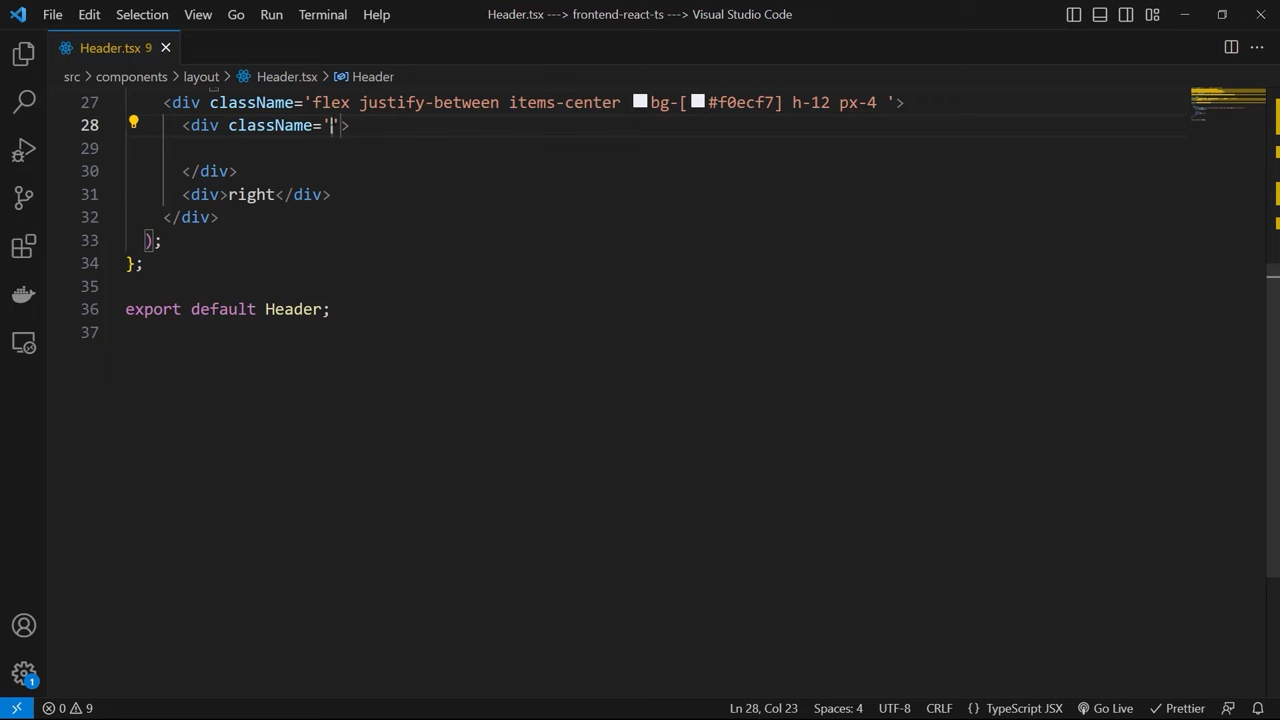 File Edit Selection View Go Run Terminal Help Header.tsx ---> frontend-react-ts ---> Visual Studio Code
Header.tsx 9
src > components > layout > Header.tsx > Header
27 <div className='flex justify-between items-center bg-[#f0ecf7] h-12 px-4 '>
28 <div className=''>
29
30 </div>
31 <div>right</div>
32 </div>
33 );
34 };
35
36 export default Header;
37
1
0 9 Ln 28, Col 23 Spaces: 4 UTF-8 CRLF {} TypeScript JSX Go Live Prettier